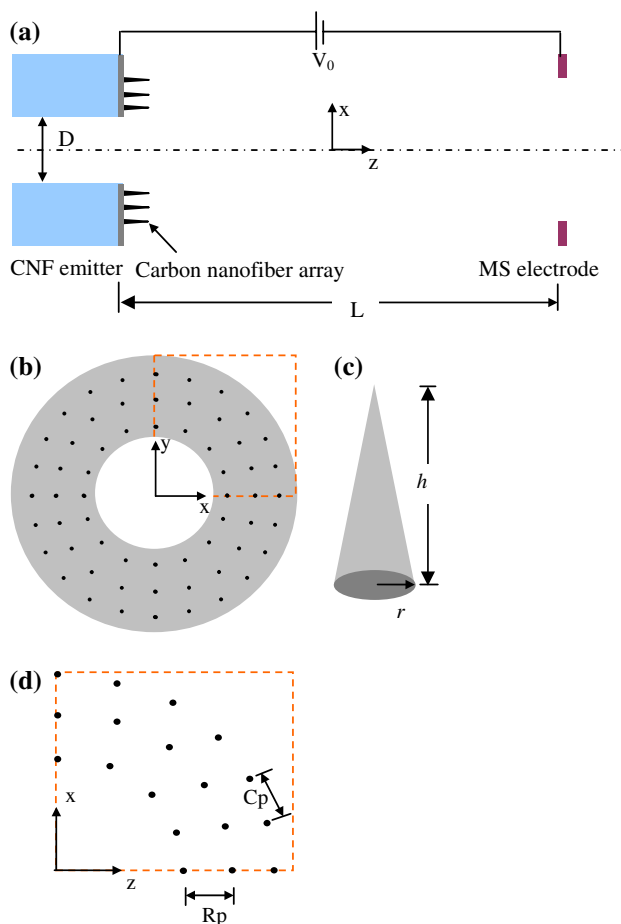 (a)
V0
x
D
z
CNF emitter
Carbon nanofiber array
MS electrode
L
(b)
(c)
y
x
h
r
(d)
Cp
x
z
Rp